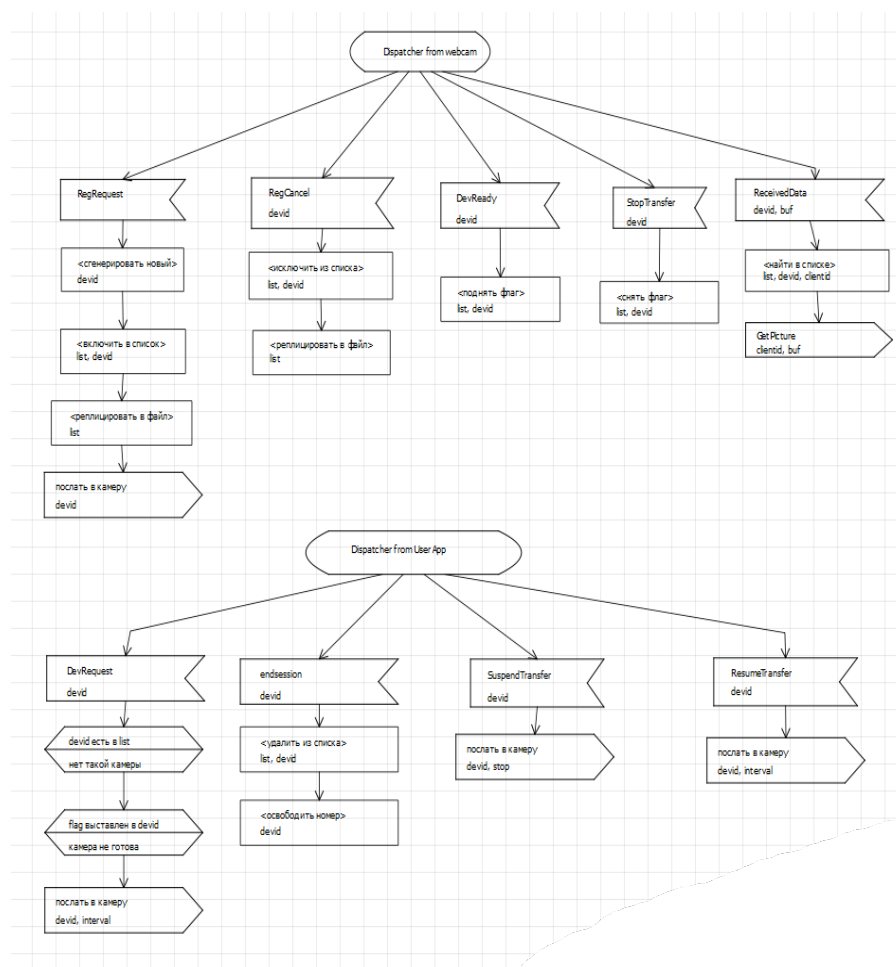 Dispatcher from webcam
RegRequest
<сгенерировать новый>
devid
<включить в список>
list, devid
<реплицировать в файл>
list
послать в камеру
devid
RegCancel
devid
<исключить из списка>
list, devid
<реплицировать в файл>
list
DevReady
devid
<поднять флаг>
list, devid
StopTransfer
devid
<снять флаг>
list, devid
ReceivedData
devid, buf
<найти в списке>
list, devid, clientid
GetPicture
clientid, buf
Dispatcher from User App
DevRequest
devid
devid есть в list
нет такой камеры
flag выставлен в devid
камера не готова
послать в камеру
devid, interval
endsession
devid
<удалить из списка>
list, devid
<освободить номер>
devid
SuspendTransfer
devid
послать в камеру
devid, stop
ResumeTransfer
devid
послать в камеру
devid, interval